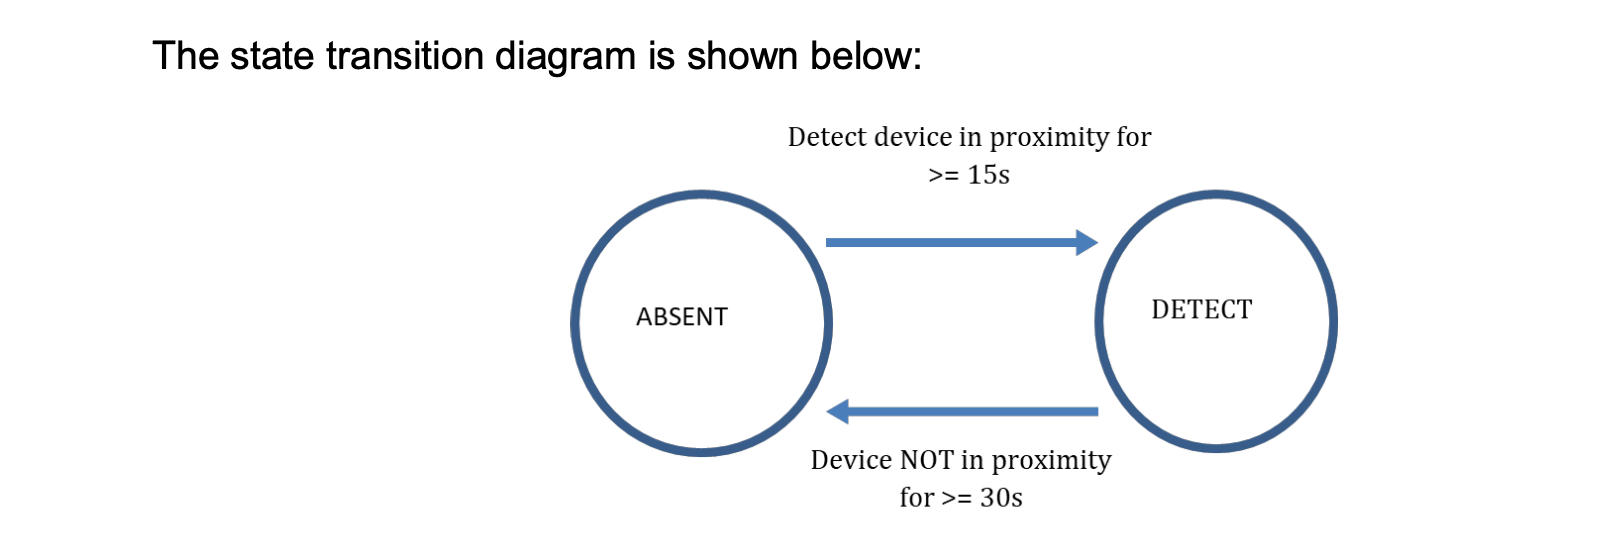 The state transition diagram is shown below:
Detect device in proximity for
>= 15s
ABSENT
DETECT
Device NOT in proximity
for >= 30s